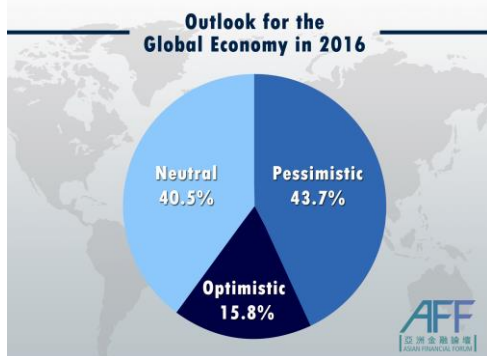 Outlook for the
Global Economy in 2016
Neutral
40.5%
Pessimistic
43.7%
Optimistic
15.8%
AFF
亞洲金融論壇
ASIAN FINANCIAL FORUM